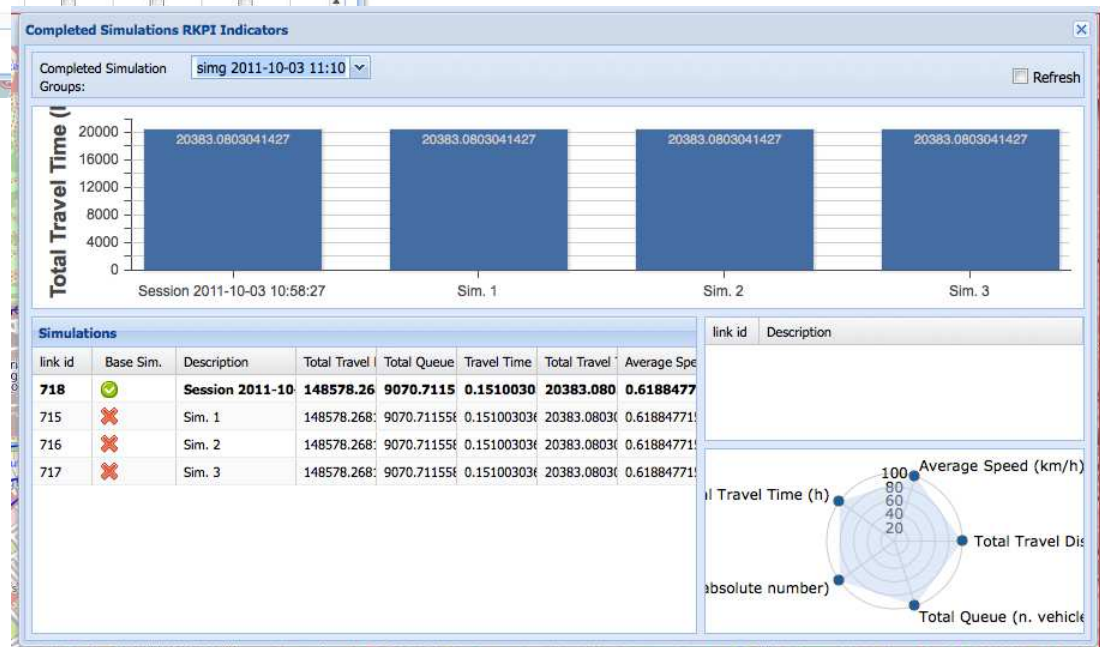 Completed Simulations RKPI Indicators
Completed Simulation Groups:
simg 2011-10-03 11:10
Refresh
Total Travel Time (
20000
16000
12000
8000
4000
0
20383.0803041427 20383.0803041427 20383.0803041427 20383.0803041427
Session 2011-10-03 10:58:27 Sim. 1 Sim. 2 Sim. 3
Simulations
link id Base Sim. Description Total Travel Total Queue Travel Time Total Travel Average Spe
718 Session 2011-10- 148578.26 9070.7115 0.1510030 20383.080 0.6188477
715 Sim. 1 148578.268 9070.71155 0.15100303 20383.0803 0.61884771
716 Sim. 2 148578.268 9070.71155 0.15100303 20383.0803 0.61884771
717 Sim. 3 148578.268 9070.71155 0.15100303 20383.0803 0.61884771
link id Description
100
80
60
40
20
Average Speed (km/h)
l Travel Time (h)
Total Travel Dis
absolute number)
Total Queue (n. vehicle